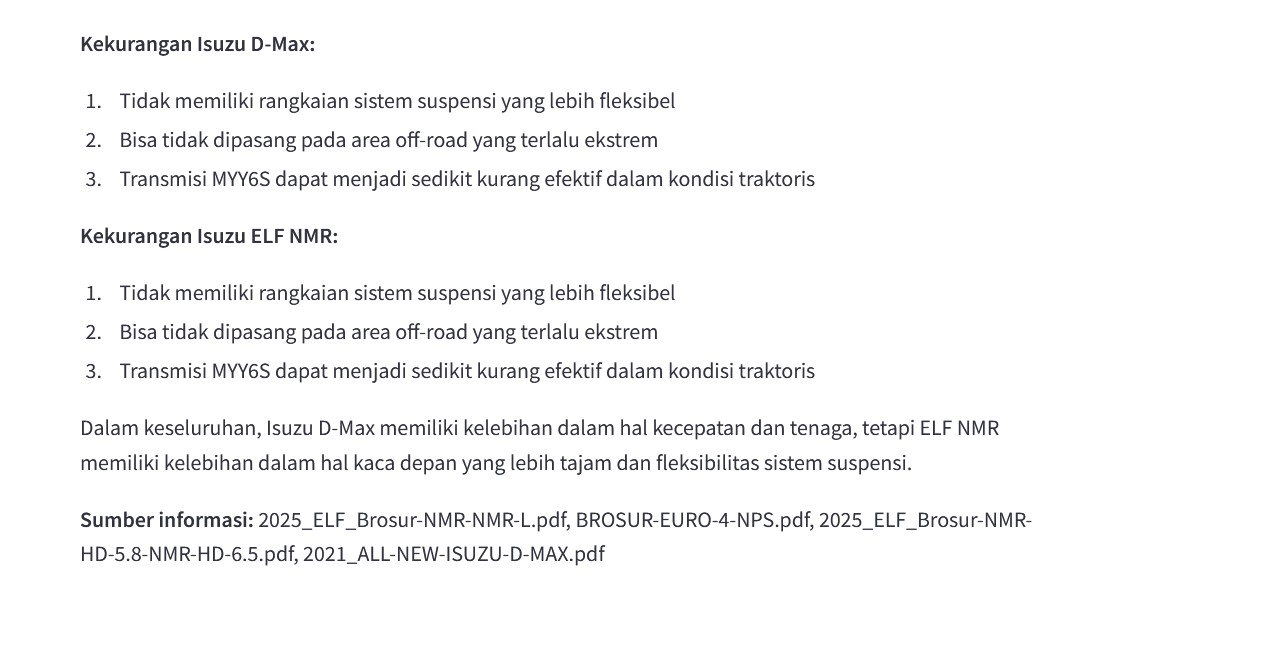 Kekurangan Isuzu D-Max:
1. Tidak memiliki rangkaian sistem suspensi yang lebih fleksibel
2. Bisa tidak dipasang pada area off-road yang terlalu ekstrem
3. Transmisi MYY6S dapat menjadi sedikit kurang efektif dalam kondisi traktoris
Kekurangan Isuzu ELF NMR:
1. Tidak memiliki rangkaian sistem suspensi yang lebih fleksibel
2. Bisa tidak dipasang pada area off-road yang terlalu ekstrem
3. Transmisi MYY6S dapat menjadi sedikit kurang efektif dalam kondisi traktoris
Dalam keseluruhan, Isuzu D-Max memiliki kelebihan dalam hal kecepatan dan tenaga, tetapi ELF NMR
memiliki kelebihan dalam hal kaca depan yang lebih tajam dan fleksibilitas sistem suspensi.
Sumber informasi: 2025_ELF_Brosur-NMR-NMR-L.pdf, BROSUR-EURO-4-NPS.pdf, 2025_ELF_Brosur-NMR-
HD-5.8-NMR-HD-6.5.pdf, 2021_ALL-NEW-ISUZU-D-MAX.pdf